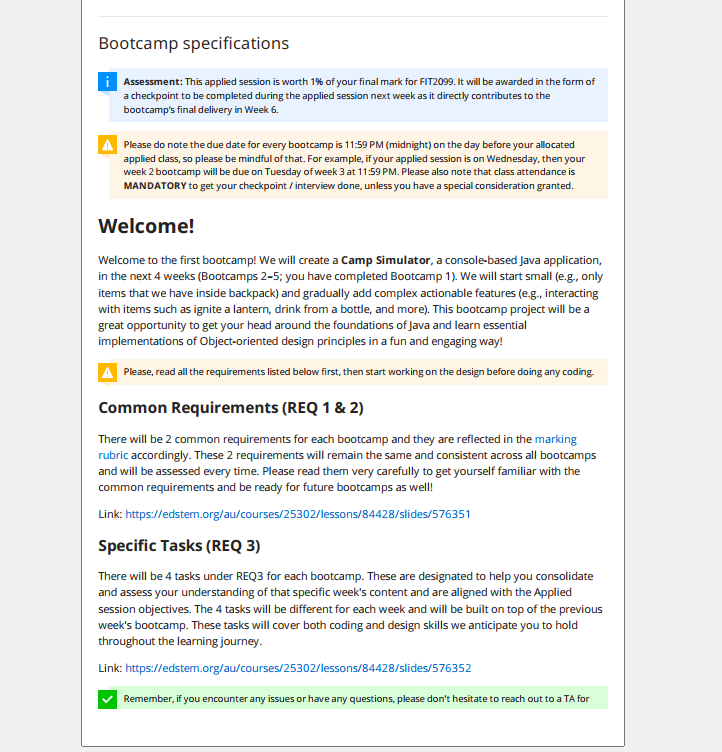 Bootcamp specifications
Assessment: This applied session is worth 1% of your final mark for FIT2099. It will be awarded in the form of
a checkpoint to be completed during the applied session next week as it directly contributes to the
bootcamp's final delivery in Week 6.
Please do note the due date for every bootcamp is 11:59 PM (midnight) on the day before your allocated
applied class, so please be mindful of that. For example, if your applied session is on Wednesday, then your
week 2 bootcamp will be due on Tuesday of week 3 at 11:59 PM. Please also note that class attendance is
MANDATORY to get your checkpoint / interview done, unless you have a special consideration granted.
Welcome!
Welcome to the first bootcamp! We will create a Camp Simulator, a console-based Java application,
in the next 4 weeks (Bootcamps 2–5; you have completed Bootcamp 1). We will start small (e.g., only
items that we have inside backpack) and gradually add complex actionable features (e.g., interacting
with items such as ignite a lantern, drink from a bottle, and more). This bootcamp project will be a
great opportunity to get your head around the foundations of Java and learn essential
implementations of Object-oriented design principles in a fun and engaging way!
Please, read all the requirements listed below first, then start working on the design before doing any coding.
Common Requirements (REQ 1 & 2)
There will be 2 common requirements for each bootcamp and they are reflected in the marking
rubric accordingly. These 2 requirements will remain the same and consistent across all bootcamps
and will be assessed every time. Please read them very carefully to get yourself familiar with the
common requirements and be ready for future bootcamps as well!
Link: https://edstem.org/au/courses/25302/lessons/84428/slides/576351
Specific Tasks (REQ 3)
There will be 4 tasks under REQ3 for each bootcamp. These are designated to help you consolidate
and assess your understanding of that specific week's content and are aligned with the Applied
session objectives. The 4 tasks will be different for each week and will be built on top of the previous
week's bootcamp. These tasks will cover both coding and design skills we anticipate you to hold
throughout the learning journey.
Link: https://edstem.org/au/courses/25302/lessons/84428/slides/576352
Remember, if you encounter any issues or have any questions, please don't hesitate to reach out to a TA for